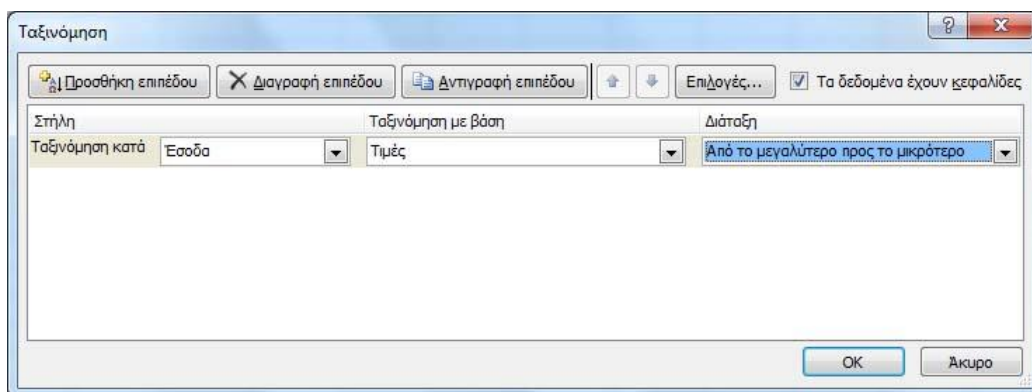 Ταξινόμηση
Προσθήκη επιπέδου Διαγραφή επιπέδου Αντιγραφή επιπέδου Επιλογές... Τα δεδομένα έχουν κεφαλίδες
Στήλη Ταξινόμηση με βάση Διάταξη
Ταξινόμηση κατά Έσοδα Τιμές Από το μεγαλύτερο προς το μικρότερο
OK Άκυρο